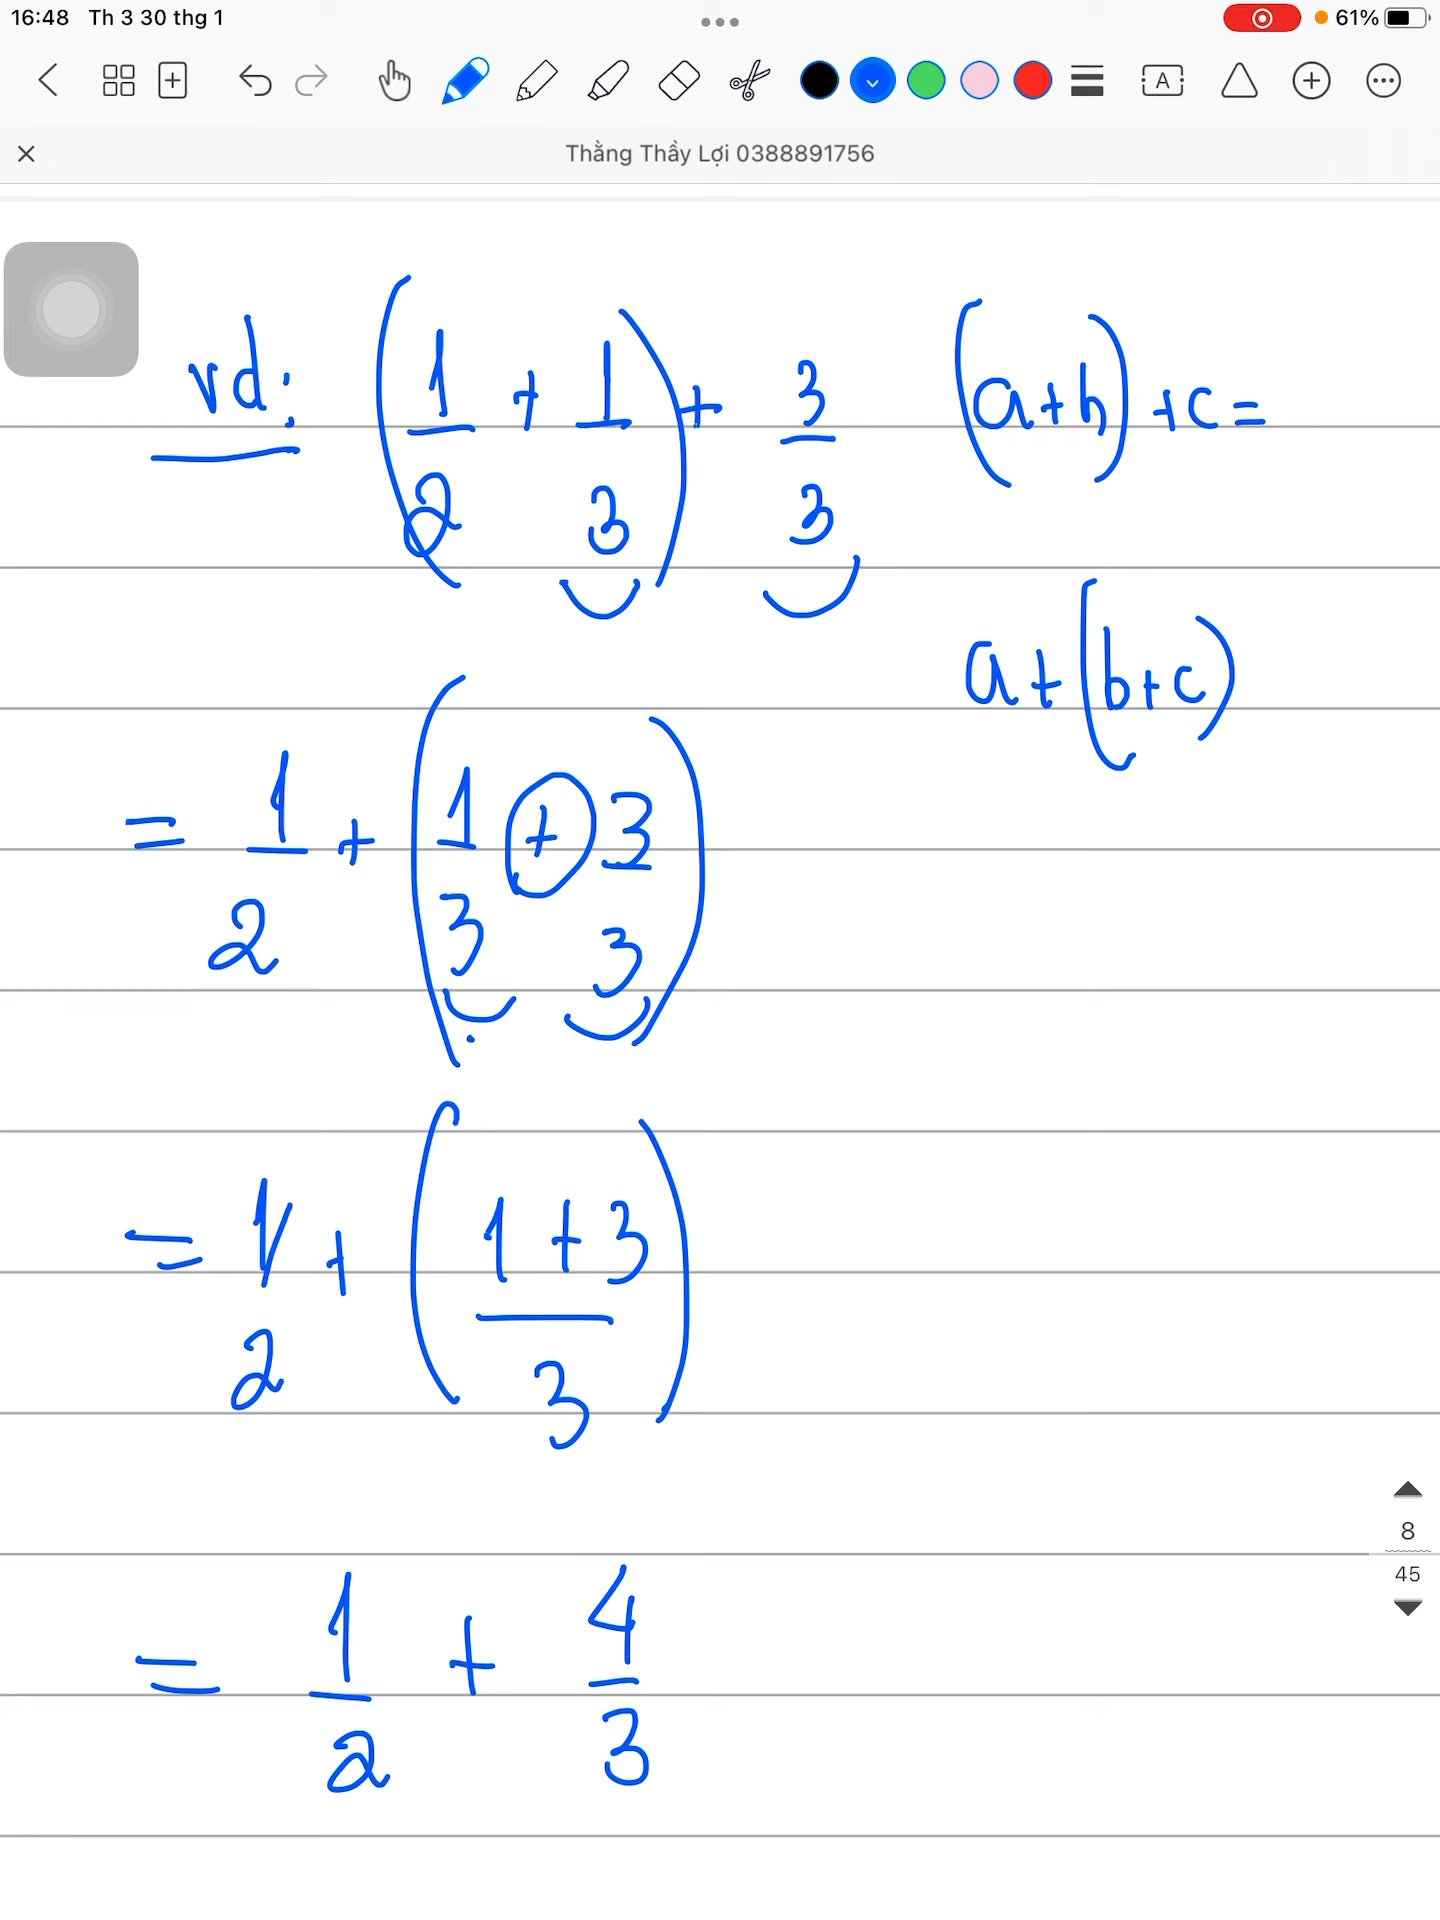 16:48 Th 3 30 thg 1 61%
A
Thằng Thầy Lợi 0388891756
vd: (1/2 + 1/3) + 3/3 (a+b)+c=
a+(b+c)
= 1/2 + (1/3 + 3/3)
= 1/2 + ((1+3)/3)
8
45
= 1/2 + 4/3